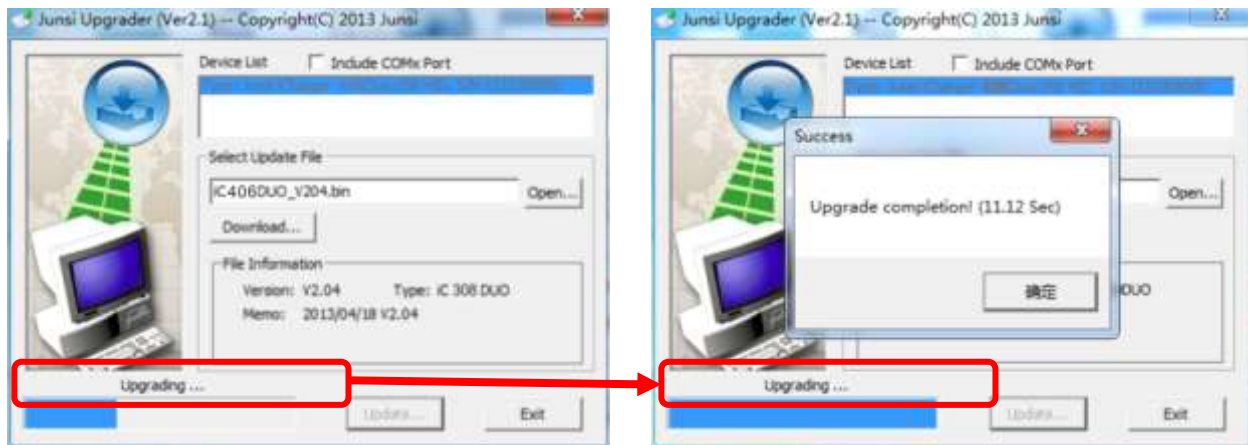 Junsi Upgrader (Ver2.1) -- Copyright(C) 2013 Junsi
Device List Include COMx Port
Select Update File
iC406DUO_V204.bin Open...
Download...
File Information
Version: V2.04 Type: iC 308 DUO
Memo: 2013/04/18 V2.04
Upgrading ...
Update... Exit
Junsi Upgrader (Ver2.1) -- Copyright(C) 2013 Junsi
Device List Include COMx Port
Success
Open...
Upgrade completion! (11.12 Sec)
确定
DUO
Upgrading ...
Update... Exit